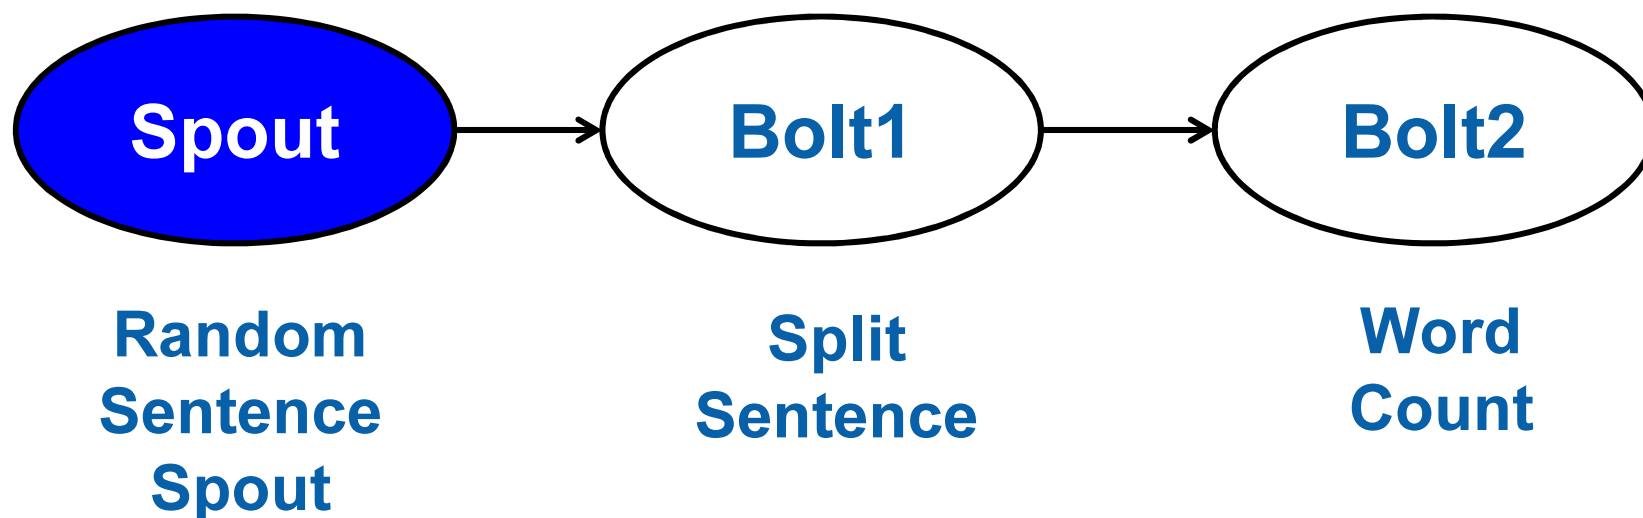 Spout
Bolt1
Bolt2
Random
Sentence
Spout
Split
Sentence
Word
Count